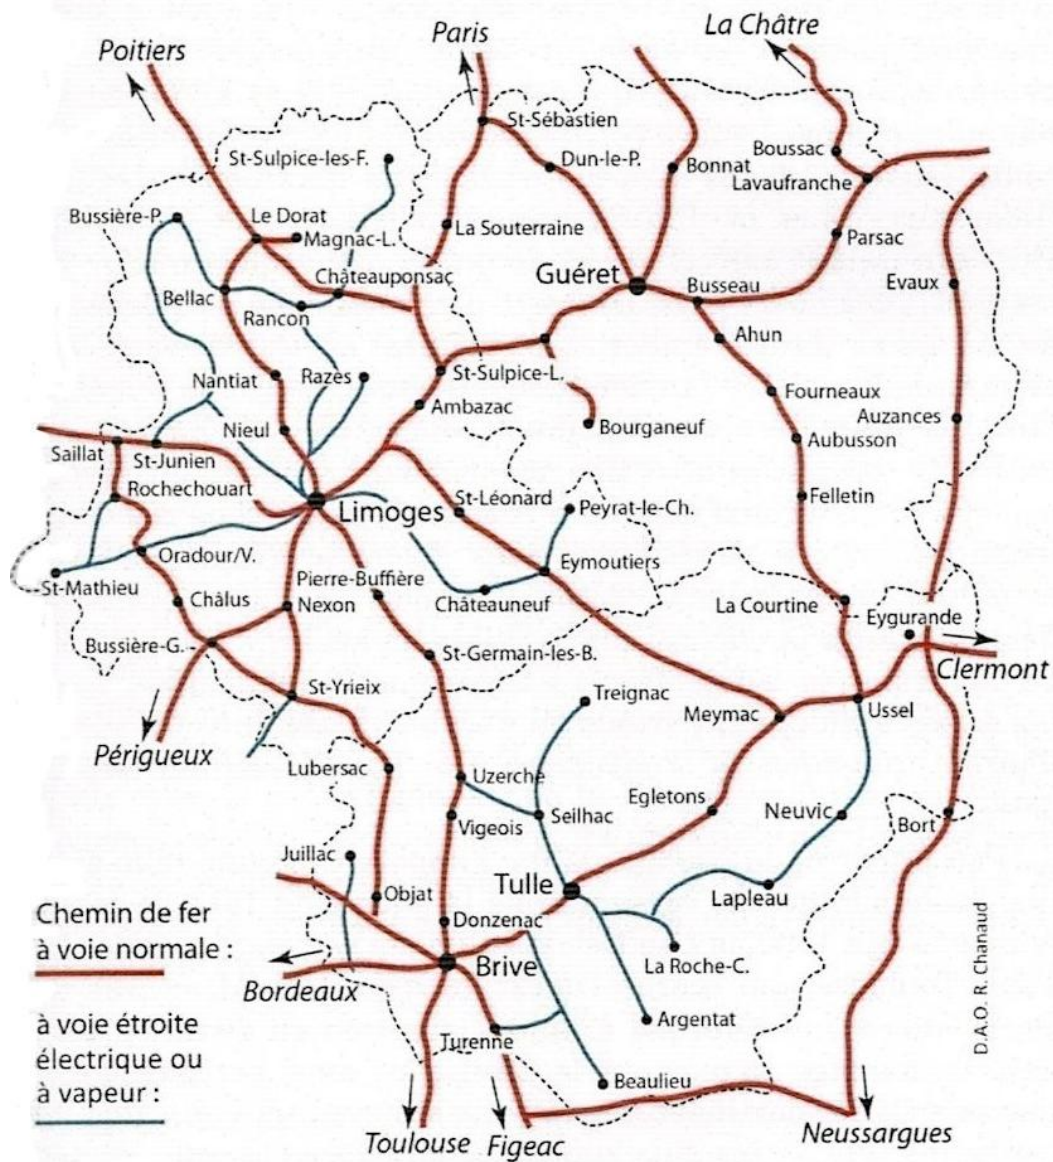 Poitiers
Paris
La Châtre
St-Sébastien
St-Sulpice-les-F.
Dun-le-P.
Bonnat
Boussac
Lavaufranche
Bussière-P.
Le Dorat
Magnac-L.
La Souterraine
Parsac
Châteauponsac
Guéret
Busseau
Evaux
Bellac
Rancon
Ahun
Nantiat
Razès
St-Sulpice-L.
Fourneaux
Ambazac
Auzances
Nieul
Bourganeuf
Aubusson
Saillat
St-Junien
Rochechouart
Limoges
St-Léonard
Peyrat-le-Ch.
Felletin
Oradour/V.
Eymoutiers
St-Mathieu
Pierre-Buffière
Châteauneuf
Châlus
Nexon
La Courtine
Eygurande
Bussière-G.
St-Germain-les-B.
Clermont
St-Yrieix
Treignac
Meymac
Ussel
Périgueux
Lubersac
Uzerche
Egletons
Neuvic
Vigeois
Seilhac
Bort
Juillac
Tulle
Objat
Lapleau
Chemin de fer
à voie normale :
Donzenac
Brive
La Roche-C.
Bordeaux
à voie étroite
électrique ou
à vapeur :
Turenne
Argentat
Beaulieu
Toulouse
Figeac
Neussargues
D.A.O. R. Chanaud